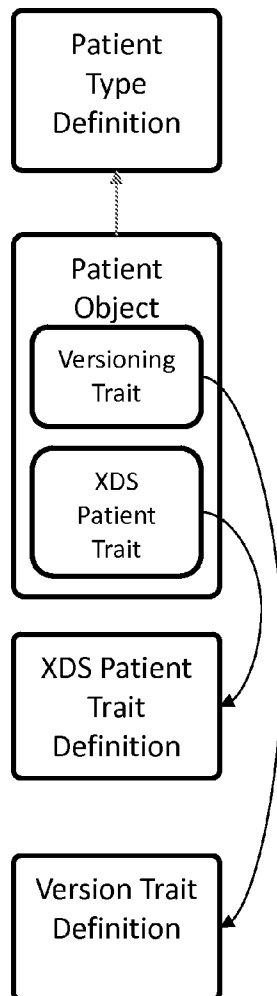 Patient
Type
Definition
Patient
Object
Versioning
Trait
XDS
Patient
Trait
XDS Patient
Trait
Definition
Version Trait
Definition